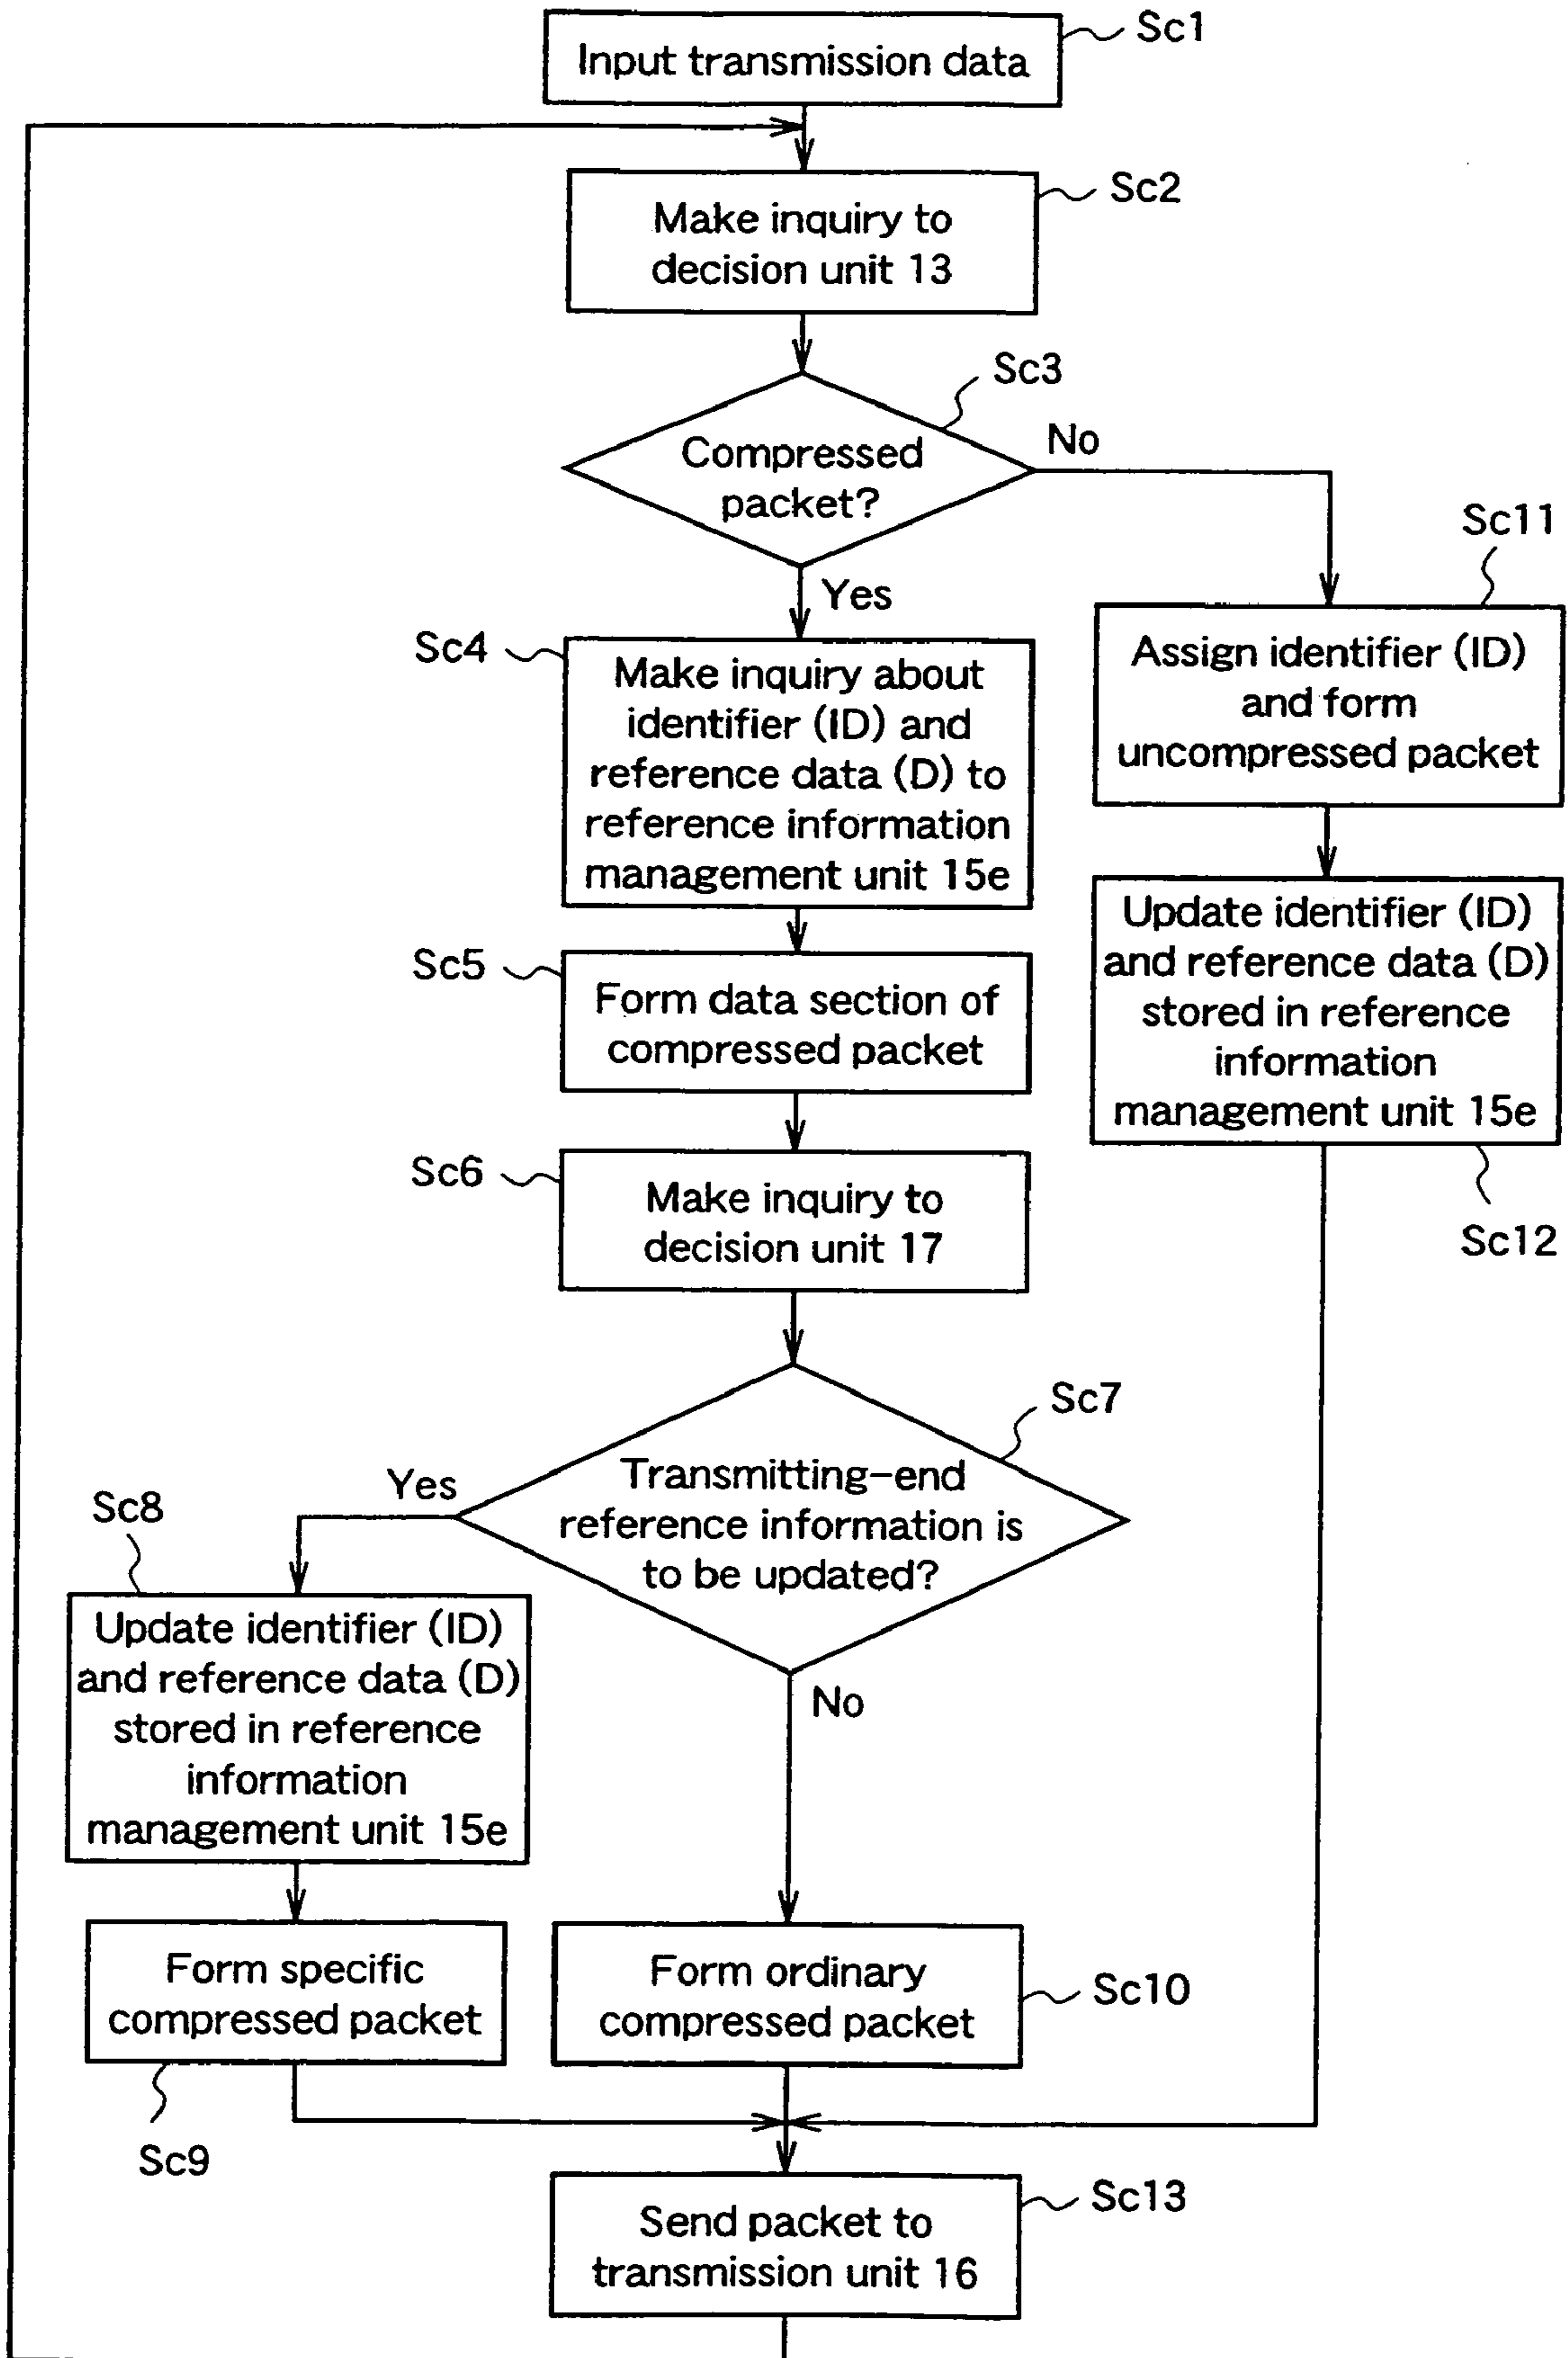 Sc1
Input transmission data
Sc2
Make inquiry to
decision unit 13
Sc3
Compressed
packet?
No
Yes
Sc4
Make inquiry about
identifier (ID) and
reference data (D) to
reference information
management unit 15e
Sc11
Assign identifier (ID)
and form
uncompressed packet
Sc5
Form data section of
compressed packet
Update identifier (ID)
and reference data (D)
stored in reference
information
management unit 15e
Sc12
Sc6
Make inquiry to
decision unit 17
Sc7
Transmitting-end
reference information is
to be updated?
Yes
No
Sc8
Update identifier (ID)
and reference data (D)
stored in reference
information
management unit 15e
Form specific
compressed packet
Sc9
Form ordinary
compressed packet
Sc10
Sc13
Send packet to
transmission unit 16